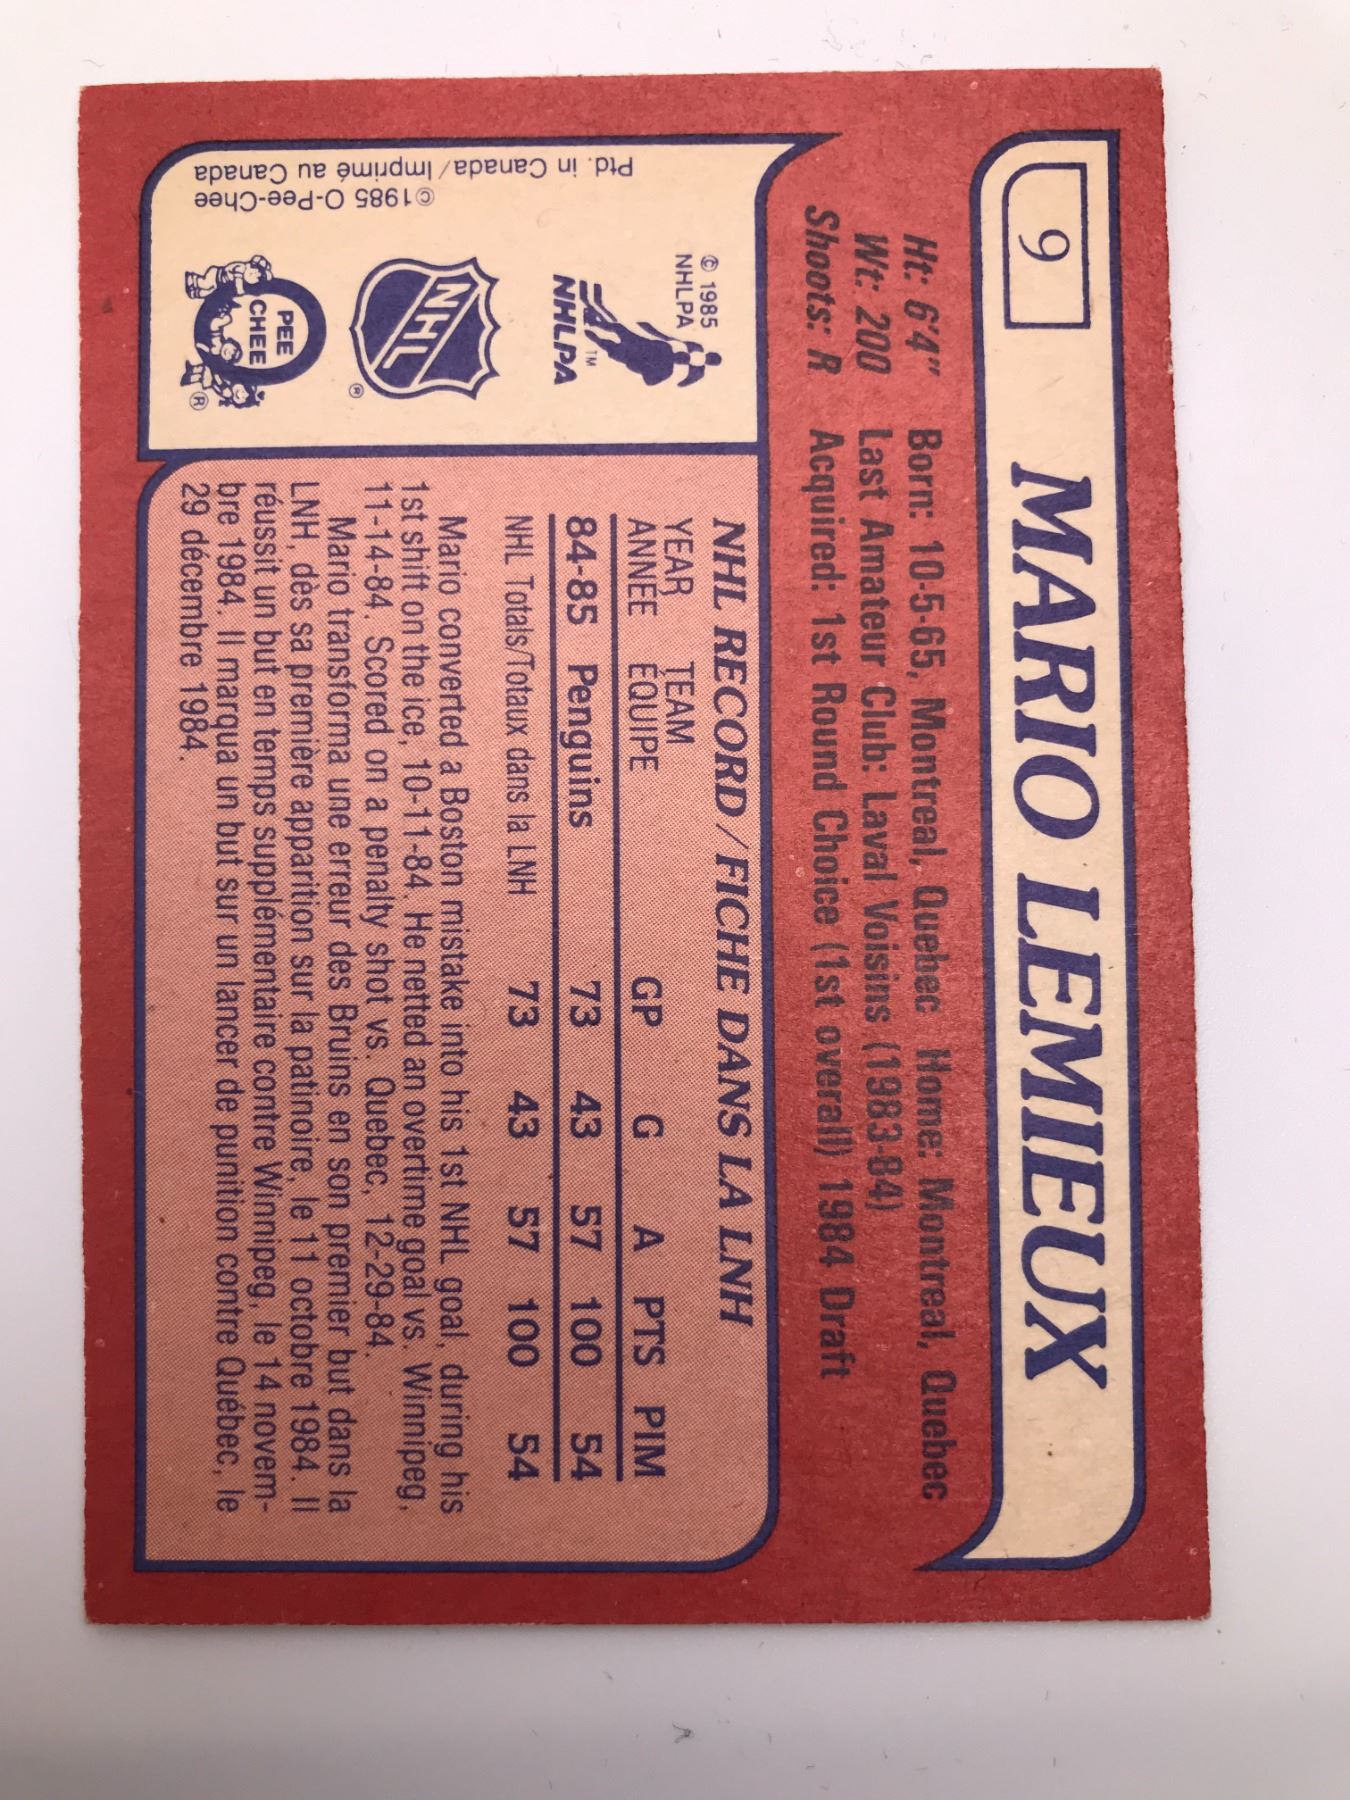 9 MARIO LEMIEUX
Ht: 6'4" Born: 10-5-65, Montreal, Quebec Home: Montreal, Quebec
Wt: 200 Last Amateur Club: Laval Voisins (1983-84)
Shoots: R Acquired: 1st Round Choice (1st overall) 1984 Draft
© 1985
NHLPA
NHLPA™
NHL ®
PEE
CHEE ®
©1985 O-Pee-Chee
Ptd. in Canada/Imprimé au Canada
NHL RECORD/FICHE DANS LA LNH
YEAR TEAM
ANNÉE ÉQUIPE GP G A PTS PIM
84-85 Penguins 73 43 57 100 54
NHL Totals/Totaux dans la LNH 73 43 57 100 54
Mario converted a Boston mistake into his 1st NHL goal, during his
1st shift on the ice, 10-11-84. He netted an overtime goal vs. Winnipeg,
11-14-84. Scored on a penalty shot vs. Quebec, 12-29-84.
Mario transforma une erreur des Bruins en son premier but dans la
LNH, dès sa première apparition sur la patinoire, le 11 octobre 1984. Il
réussit un but en temps supplémentaire contre Winnipeg, le 14 novem-
bre 1984. Il marqua un but sur un lancer de punition contre Québec, le
29 décembre 1984.